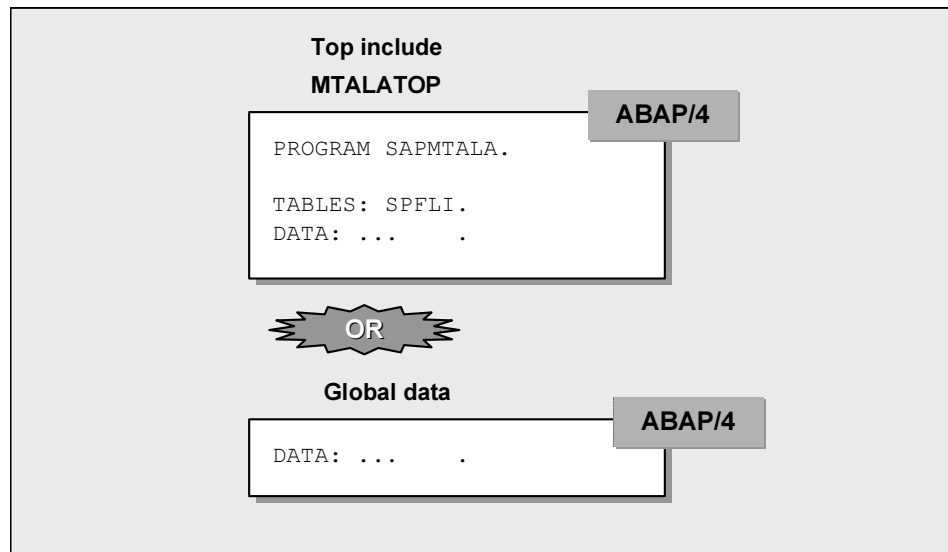 Top include
MTALATOP
ABAP/4
PROGRAM SAPMTALA.
TABLES: SPFLI.
DATA: ... .
OR
Global data
ABAP/4
DATA: ... .